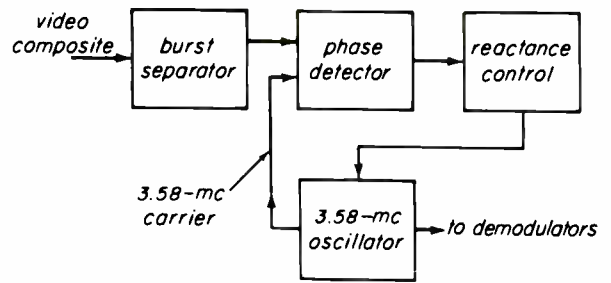 video
composite
burst
separator
phase
detector
reactance
control
3.58-mc
carrier
3.58-mc
oscillator
to demodulators